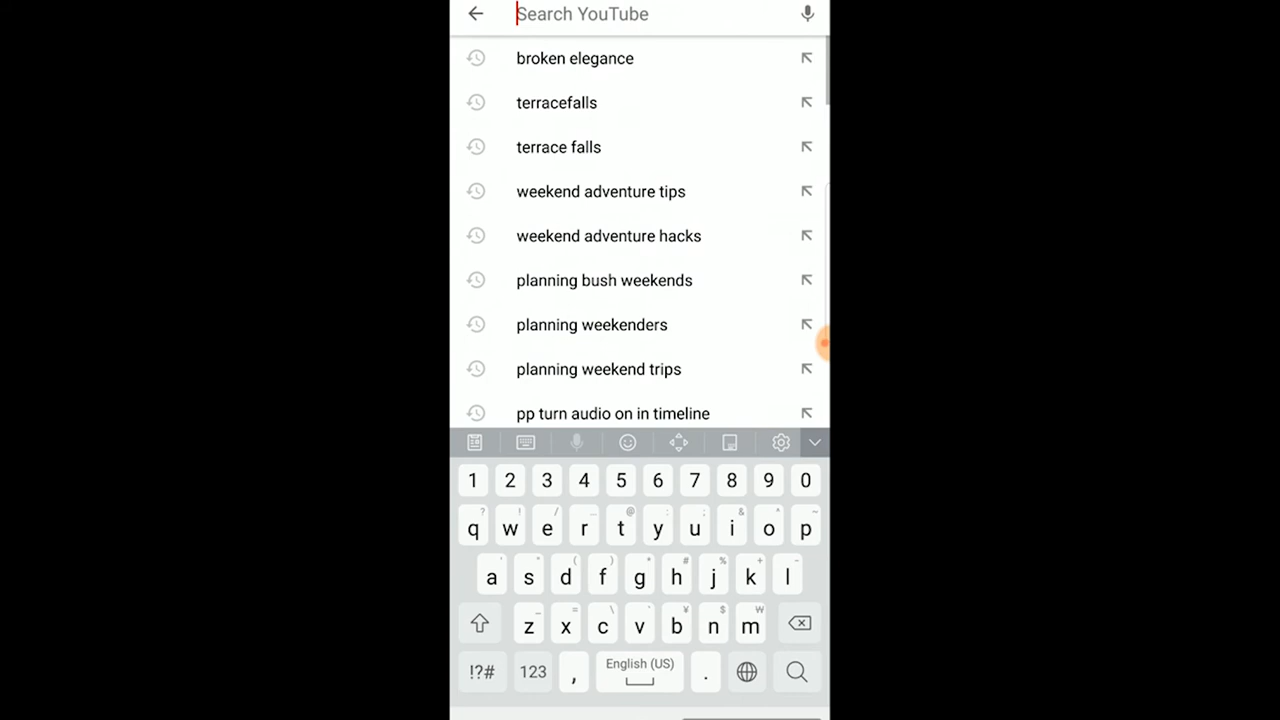 Search YouTube
broken elegance
terracefalls
terrace falls
weekend adventure tips
weekend adventure hacks
planning bush weekends
planning weekenders
planning weekend trips
pp turn audio on in timeline
1 2 3 4 5 6 7 8 9 0
q w e r t y u i o p
a s d f g h j k l
z x c v b n m
!?# 123 , English (US) .